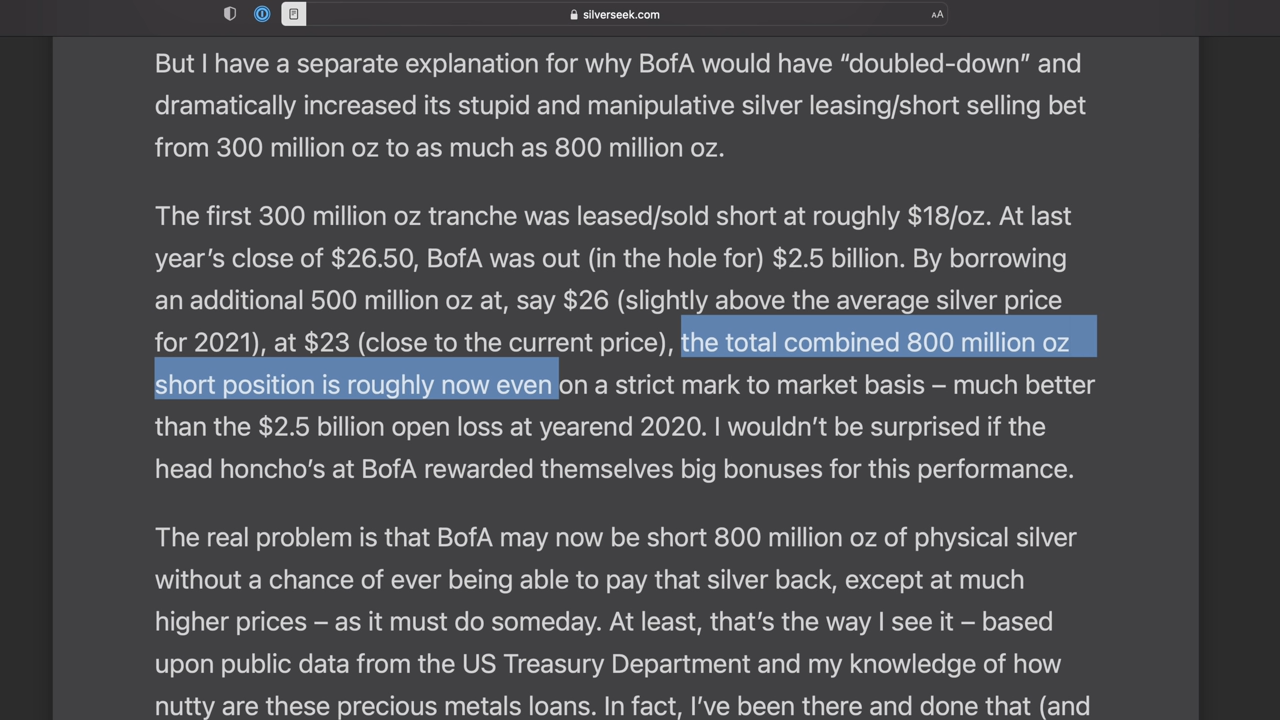 silverseek.com
AA
But I have a separate explanation for why BofA would have “doubled-down” and
dramatically increased its stupid and manipulative silver leasing/short selling bet
from 300 million oz to as much as 800 million oz.
The first 300 million oz tranche was leased/sold short at roughly $18/oz. At last
year’s close of $26.50, BofA was out (in the hole for) $2.5 billion. By borrowing
an additional 500 million oz at, say $26 (slightly above the average silver price
for 2021), at $23 (close to the current price), the total combined 800 million oz
short position is roughly now even on a strict mark to market basis – much better
than the $2.5 billion open loss at yearend 2020. I wouldn’t be surprised if the
head honcho’s at BofA rewarded themselves big bonuses for this performance.
The real problem is that BofA may now be short 800 million oz of physical silver
without a chance of ever being able to pay that silver back, except at much
higher prices – as it must do someday. At least, that’s the way I see it – based
upon public data from the US Treasury Department and my knowledge of how
nutty are these precious metals loans. In fact, I’ve been there and done that (and